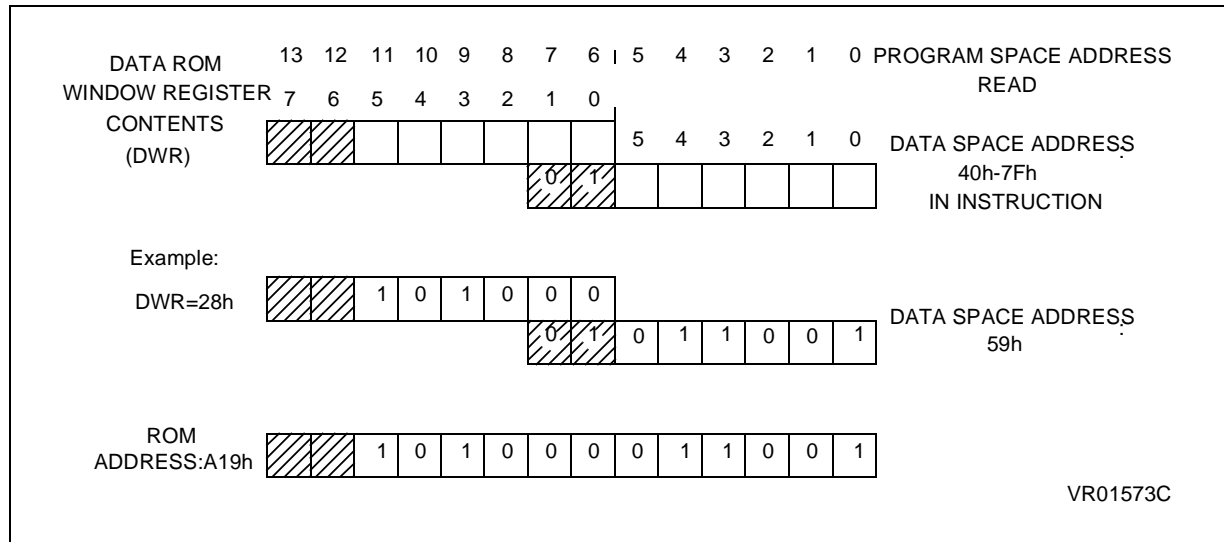 13 12 11 10 9 8 7 6 5 4 3 2 1 0 PROGRAM SPACE ADDRESS
READ
DATA ROM
WINDOW REGISTER 7 6 5 4 3 2 1 0
CONTENTS
(DWR)
5 4 3 2 1 0 DATA SPACE ADDRESS :
0 1 40h-7Fh
IN INSTRUCTION
Example:
DWR=28h 1 0 1 0 0 0
0 1 0 1 1 0 0 1 DATA SPACE ADDRESS :
59h
ROM
ADDRESS:A19h 1 0 1 0 0 0 0 1 1 0 0 1
VR01573C